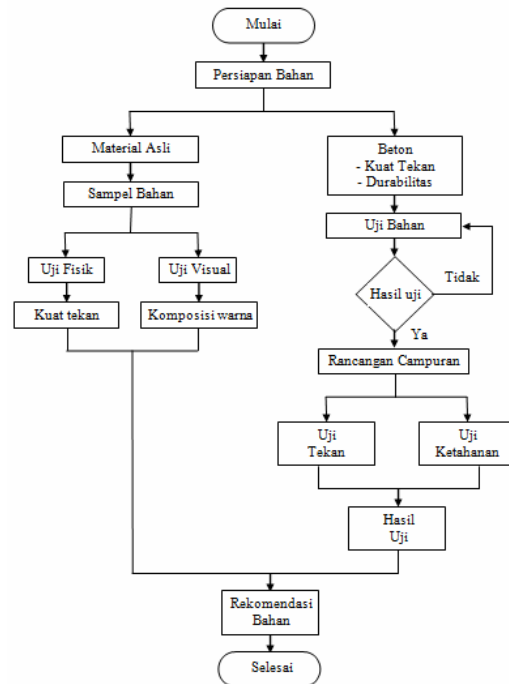 Mulai
Persiapan Bahan
Material Asli
Sampel Bahan
Uji Fisik
Uji Visual
Kuat tekan
Komposisi warna
Beton
- Kuat Tekan
- Durabilitas
Uji Bahan
Hasil uji
Tidak
Ya
Rancangan Campuran
Uji
Tekan
Uji
Ketahanan
Hasil
Uji
Rekomendasi
Bahan
Selesai